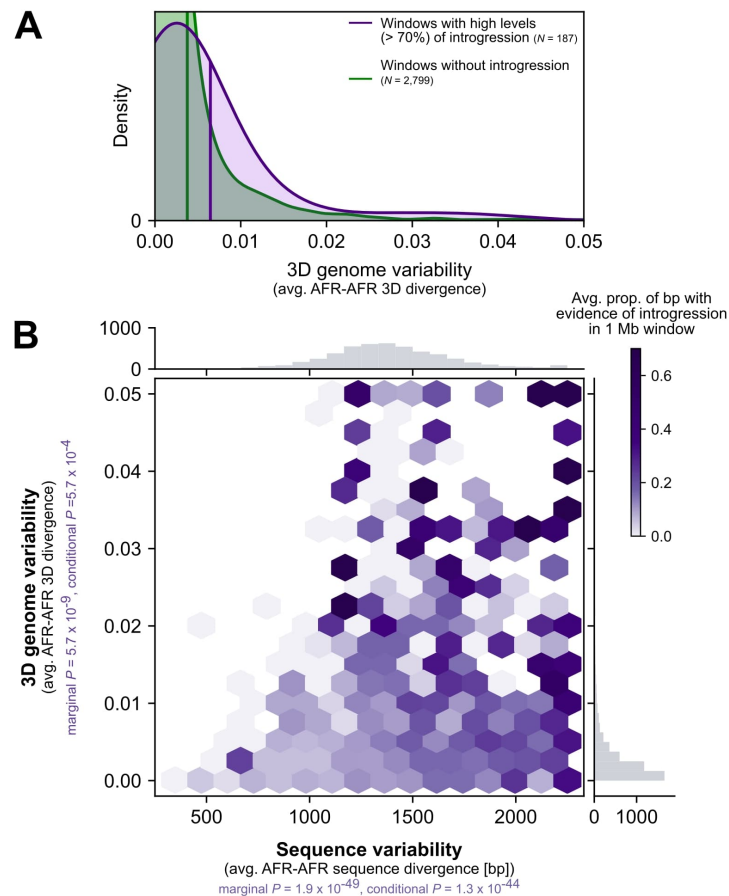 A
Windows with high levels
(> 70%) of introgression (N = 187)
Windows without introgression
(N = 2,799)
Density
0
0.00 0.01 0.02 0.03 0.04 0.05
3D genome variability
(avg. AFR-AFR 3D divergence)
Avg. prop. of bp with
evidence of introgression
in 1 Mb window
B
1000
0
0.6
0.4
0.2
0.0
0.05
0.04
0.03
0.02
0.01
0.00
3D genome variability
(avg. AFR-AFR 3D divergence)
marginal P = 5.7 x 10⁻⁹, conditional P =5.7 x 10⁻⁴
500 1000 1500 2000
0 1000
Sequence variability
(avg. AFR-AFR sequence divergence [bp])
marginal P = 1.9 x 10⁻⁴⁹, conditional P = 1.3 x 10⁻⁴⁴